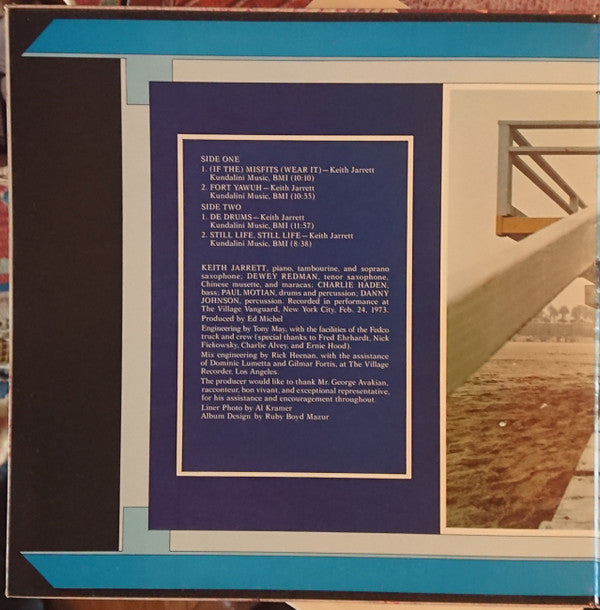 SIDE ONE
1. (IF THE) MISFITS (WEAR IT)—Keith Jarrett
Kundalini Music, BMI (10:10)
2. FORT YAWUH—Keith Jarrett
Kundalini Music, BMI (10:55)
SIDE TWO
1. DE DRUMS—Keith Jarrett
Kundalini Music, BMI (11:57)
2. STILL LIFE, STILL LIFE—Keith Jarrett
Kundalini Music, BMI (8:38)
KEITH JARRETT, piano, tambourine, and soprano
saxophone; DEWEY REDMAN, tenor saxophone,
Chinese musette, and maracas; CHARLIE HADEN,
bass; PAUL MOTIAN, drums and percussion; DANNY
JOHNSON, percussion. Recorded in performance at
The Village Vanguard, New York City, Feb. 24, 1973.
Produced by Ed Michel
Engineering by Tony May, with the facilities of the Fedco
truck and crew (special thanks to Fred Ehrhardt, Nick
Fiekowsky, Charlie Alvey, and Ernie Hood).
Mix engineering by Rick Heenan, with the assistance
of Dominic Lumetta and Gilmar Fortis, at The Village
Recorder, Los Angeles.
The producer would like to thank Mr. George Avakian,
racconteur, bon vivant, and exceptional representative,
for his assistance and encouragement throughout.
Liner Photo by Al Kramer
Album Design by Ruby Boyd Mazur